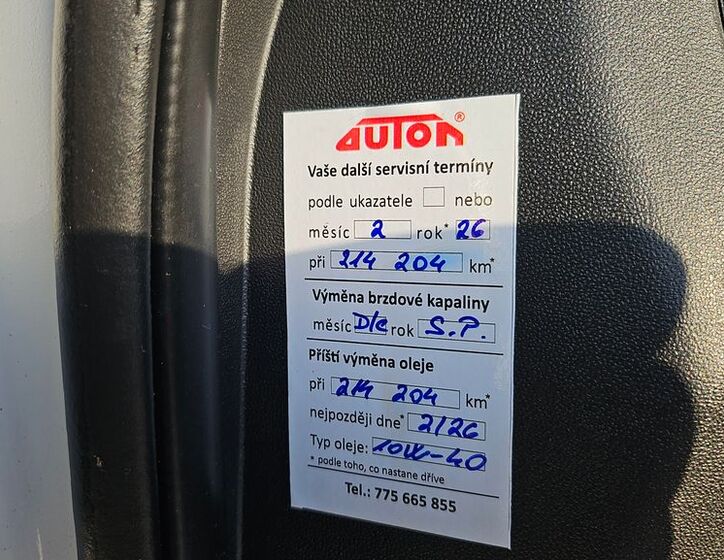 AUTON®
Vaše další servisní termíny
podle ukazatele nebo
měsíc 2 rok* 26
při 214 204 km*
Výměna brzdové kapaliny
měsíc Dle rok S.P.
Příští výměna oleje
při 214 204 km*
nejpozději dne* 2/26
Typ oleje: 10W-40
* podle toho, co nastane dříve
Tel.: 775 665 855